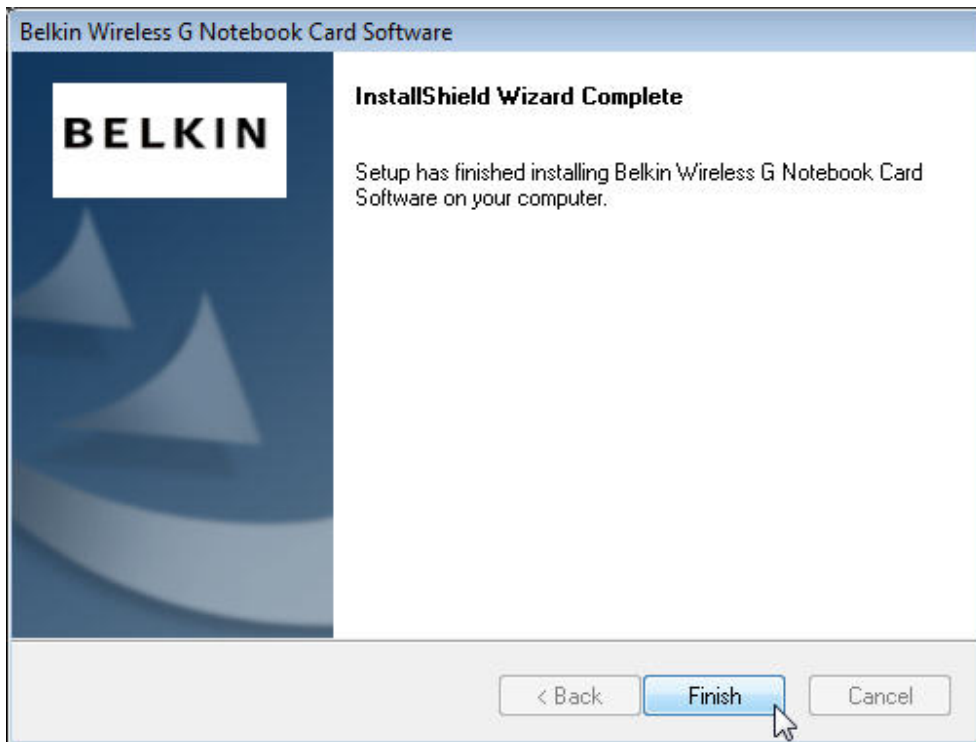 Belkin Wireless G Notebook Card Software
BELKIN
InstallShield Wizard Complete
Setup has finished installing Belkin Wireless G Notebook Card
Software on your computer.
< Back Finish Cancel